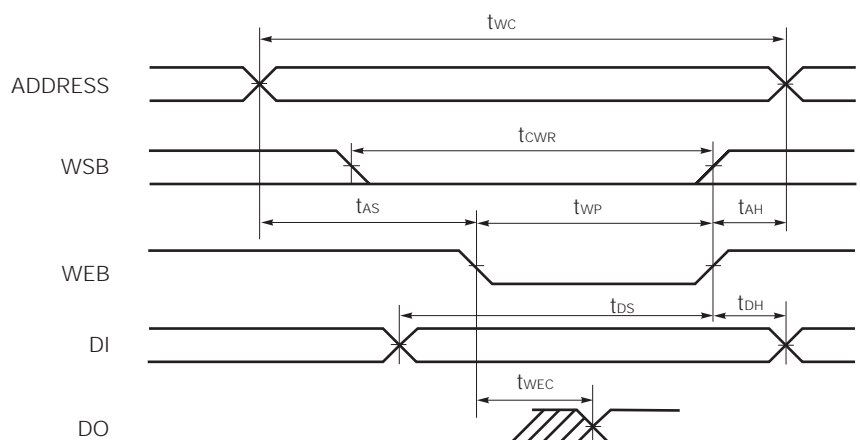 tWC
ADDRESS
tCWR
WSB
tAS tWP tAH
WEB
tDS tDH
DI
tWEC
DO